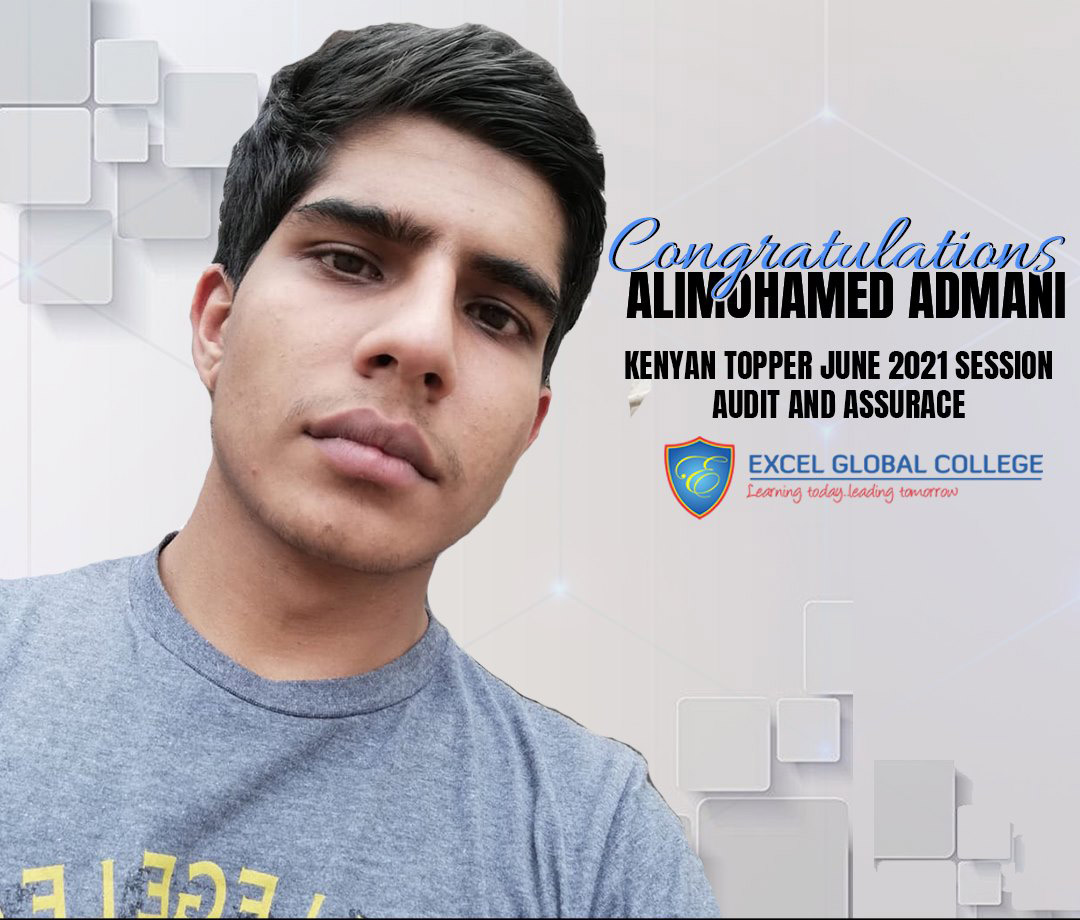 Congratulations
ALIMOHAMED ADMANI
KENYAN TOPPER JUNE 2021 SESSION
AUDIT AND ASSURACE
E
EXCEL GLOBAL COLLEGE
Learning today..leading tomorrow